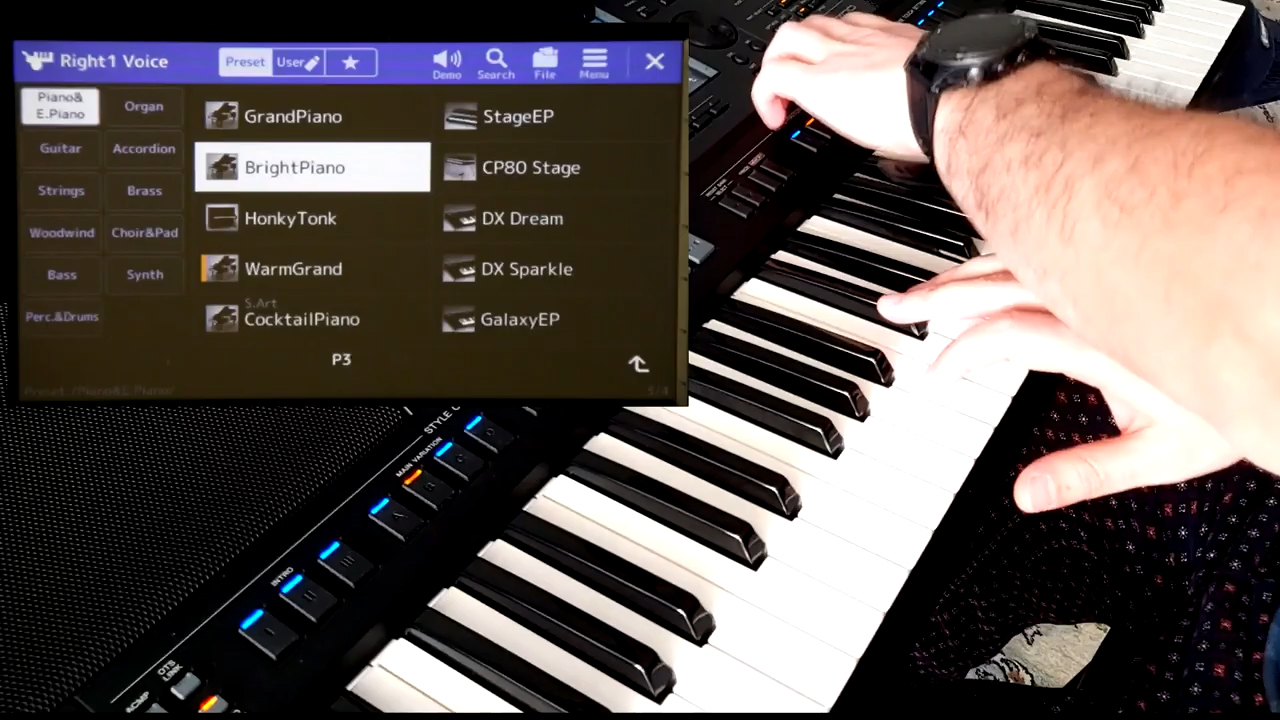 Right1 Voice
Preset User
Demo Search File Menu
Piano&
E.Piano
Organ
Guitar
Accordion
Strings
Brass
Woodwind
Choir&Pad
Bass
Synth
Perc.&Drums
GrandPiano
BrightPiano
HonkyTonk
WarmGrand
S.Art
CocktailPiano
StageEP
CP80 Stage
DX Dream
DX Sparkle
GalaxyEP
P3
STYLE C
MAIN VARIATION
INTRO
OTS
LINK
ACMP